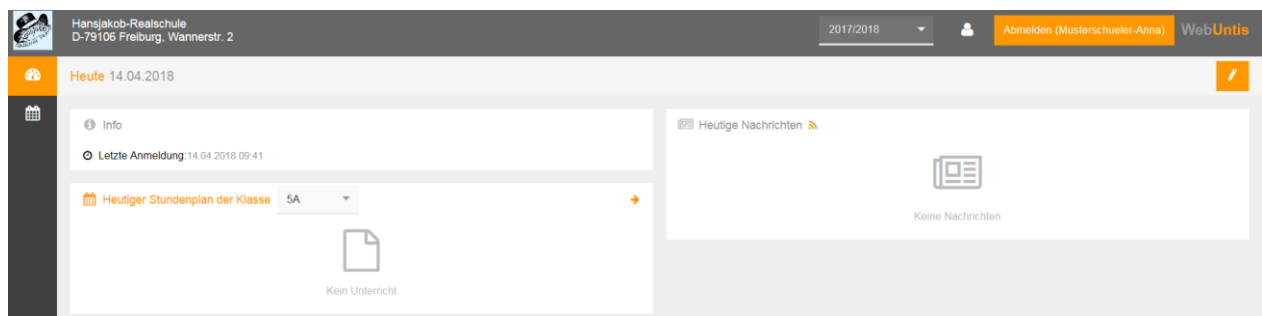 Hansjakob-Realschule
D-79106 Freiburg, Wannerstr. 2
2017/2018
Abmelden (Musterschueler-Anna)
WebUntis
Heute 14.04.2018
Info
Letzte Anmeldung:14.04.2018 09:41
Heutiger Stundenplan der Klasse 5A
Kein Unterricht
Heutige Nachrichten
Keine Nachrichten